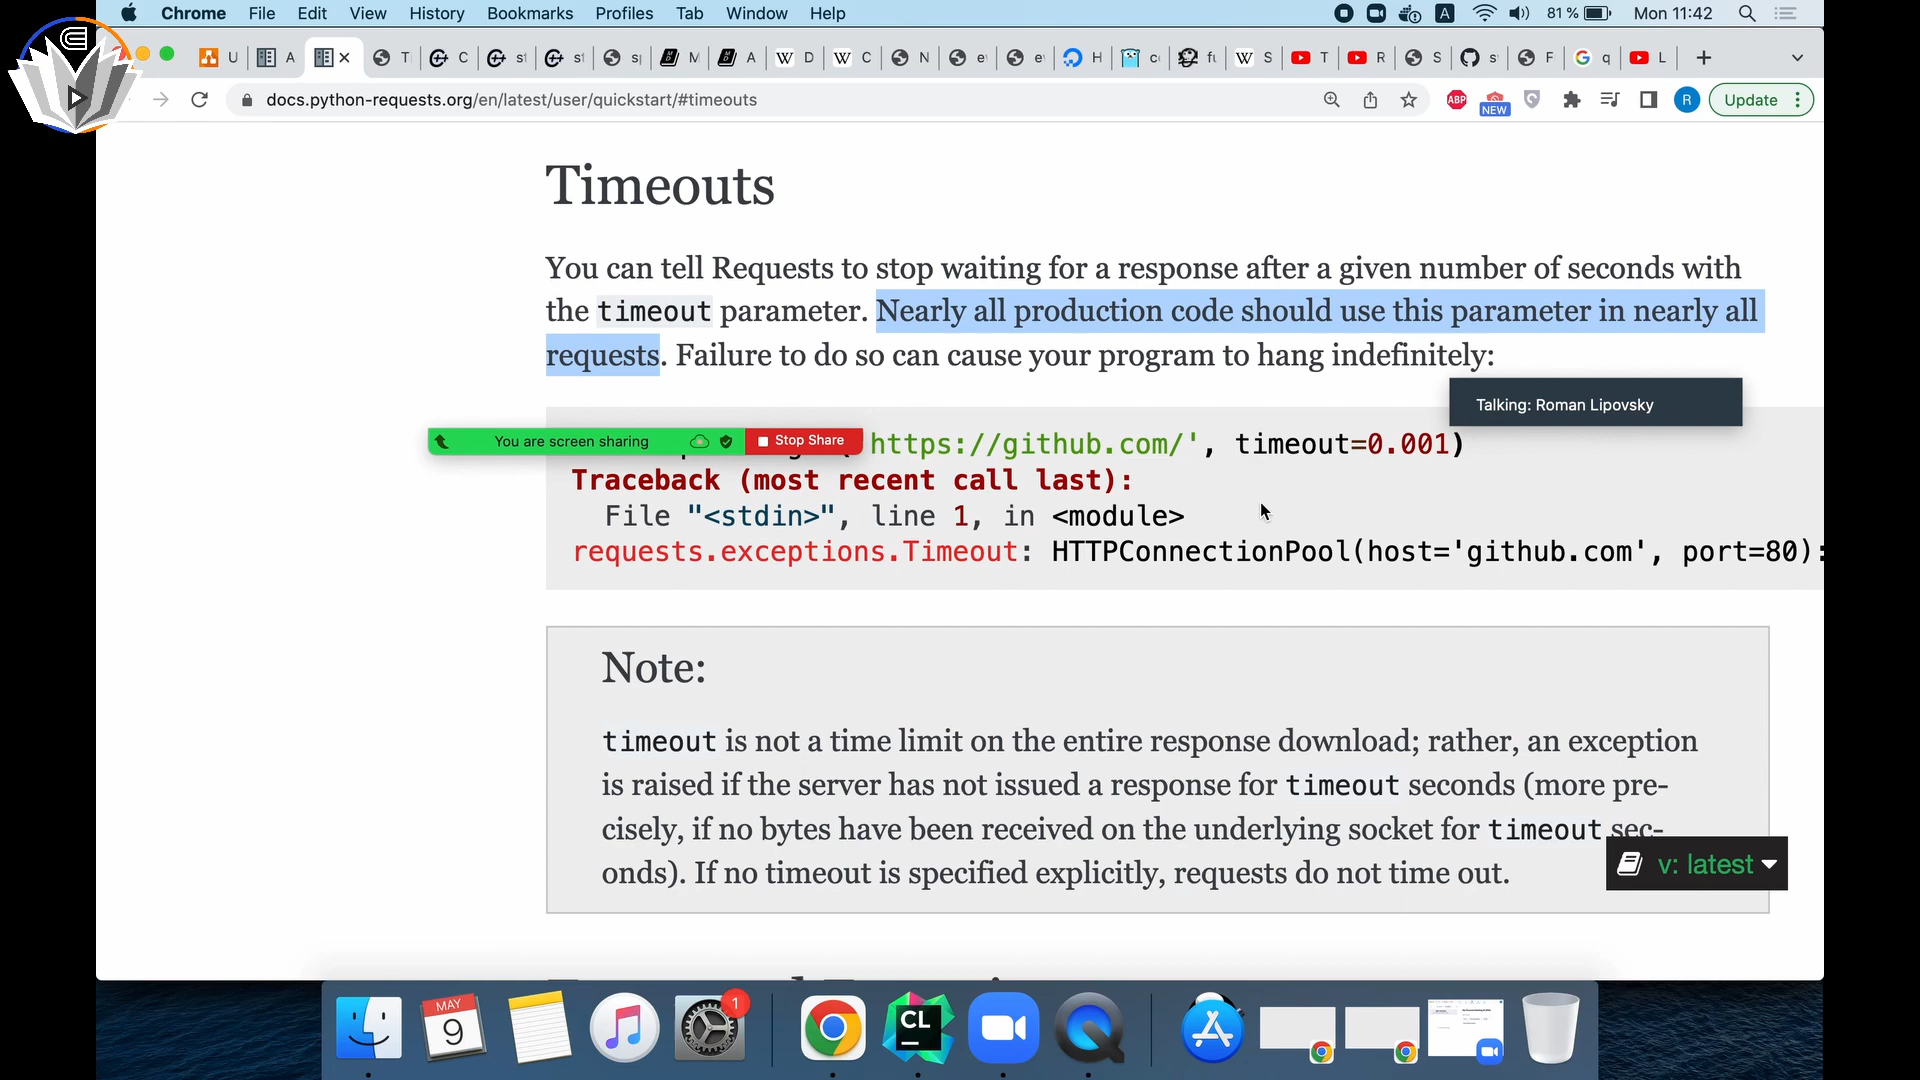 Chrome File Edit View History Bookmarks Profiles Tab Window Help A 81 % Mon 11:42
U A T C st st sp M A D C N e e H c fu S T R S s F q L
docs.python-requests.org/en/latest/user/quickstart/#timeouts ABP NEW R Update
Timeouts
You can tell Requests to stop waiting for a response after a given number of seconds with
the timeout parameter. Nearly all production code should use this parameter in nearly all
requests. Failure to do so can cause your program to hang indefinitely:
Talking: Roman Lipovsky
You are screen sharing Stop Share
https://github.com/', timeout=0.001)
Traceback (most recent call last):
File "<stdin>", line 1, in <module>
requests.exceptions.Timeout: HTTPConnectionPool(host='github.com', port=80):
Note:
timeout is not a time limit on the entire response download; rather, an exception
is raised if the server has not issued a response for timeout seconds (more pre-
cisely, if no bytes have been received on the underlying socket for timeout sec-
onds). If no timeout is specified explicitly, requests do not time out.
v: latest
MAY
9
1
CL